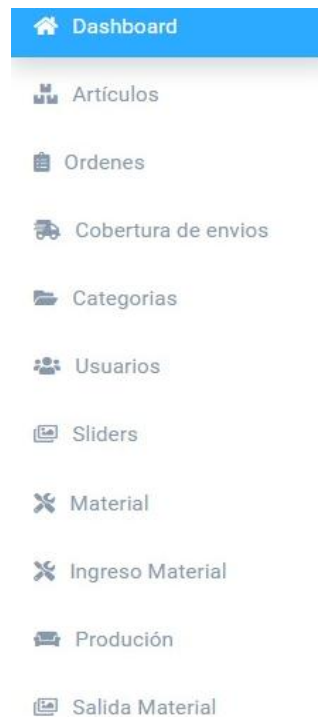 Dashboard
Artículos
Ordenes
Cobertura de envios
Categorias
Usuarios
Sliders
Material
Ingreso Material
Produción
Salida Material